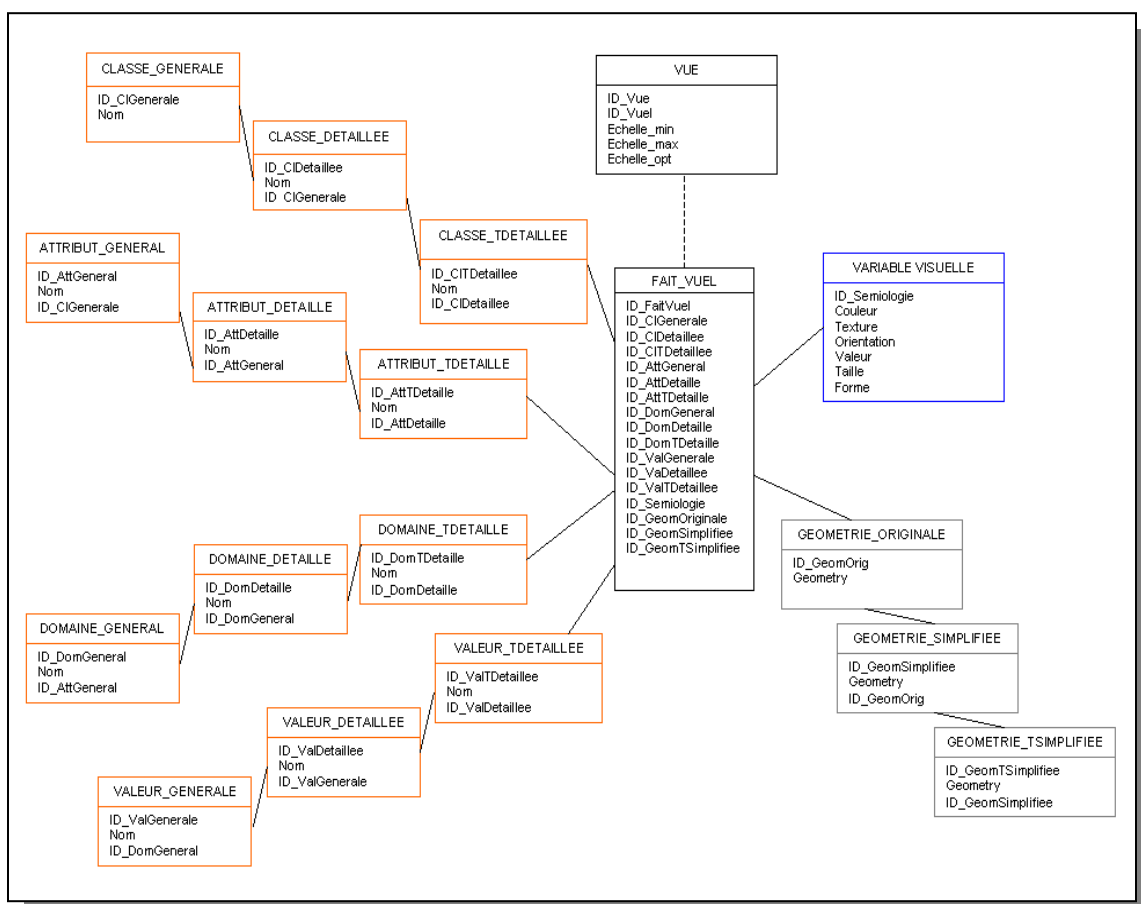 CLASSE_GENERALE
ID_ClGenerale
Nom
CLASSE_DETAILLEE
ID_ClDetaillee
Nom
ID_ClGenerale
CLASSE_TDETAILLEE
ID_ClTDetaillee
Nom
ID_ClDetaillee
VUE
ID_Vue
ID_Vuel
Echelle_min
Echelle_max
Echelle_opt
ATTRIBUT_GENERAL
ID_AttGeneral
Nom
ID_ClGenerale
ATTRIBUT_DETAILLE
ID_AttDetaille
Nom
ID_AttGeneral
ATTRIBUT_TDETAILLE
ID_AttTDetaille
Nom
ID_AttDetaille
FAIT_VUEL
ID_FaitVuel
ID_ClGenerale
ID_ClDetaillee
ID_ClTDetaillee
ID_AttGeneral
ID_AttDetaille
ID_AttTDetaille
ID_DomGeneral
ID_DomDetaille
ID_DomTDetaille
ID_ValGenerale
ID_VaDetaillee
ID_ValTDetaillee
ID_Semiologie
ID_GeomOriginale
ID_GeomSimplifiee
ID_GeomTSimplifiee
VARIABLE VISUELLE
ID_Semiologie
Couleur
Texture
Orientation
Valeur
Taille
Forme
DOMAINE_TDETAILLE
ID_DomTDetaille
Nom
ID_DomDetaille
DOMAINE_DETAILLE
ID_DomDetaille
Nom
ID_DomGeneral
DOMAINE_GENERAL
ID_DomGeneral
Nom
ID_AttGeneral
VALEUR_TDETAILLEE
ID_ValTDetaillee
Nom
ID_ValDetaillee
VALEUR_DETAILLEE
ID_ValDetaillee
Nom
ID_ValGenerale
VALEUR_GENERALE
ID_ValGenerale
Nom
ID_DomGeneral
GEOMETRIE_ORIGINALE
ID_GeomOrig
Geometry
GEOMETRIE_SIMPLIFIEE
ID_GeomSimplifiee
Geometry
ID_GeomOrig
GEOMETRIE_TSIMPLIFIEE
ID_GeomTSimplifiee
Geometry
ID_GeomSimplifiee